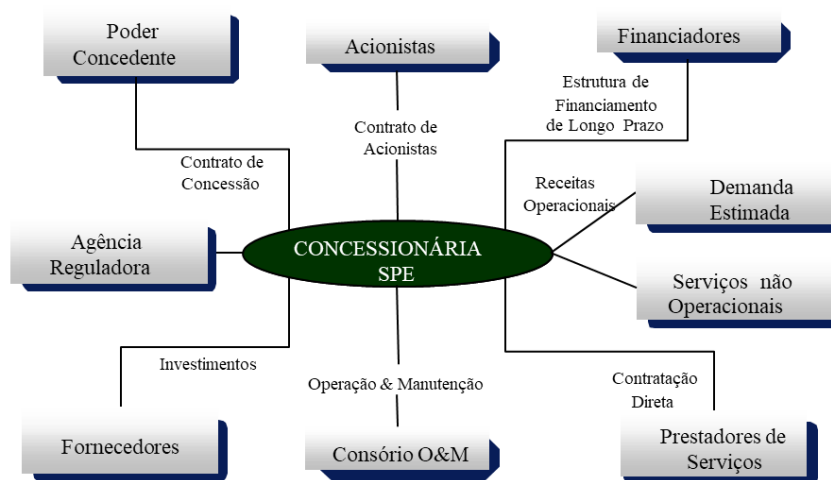 Poder
Concedente
Acionistas
Financiadores
Estrutura de
Financiamento
de Longo Prazo
Contrato de
Acionistas
Contrato de
Concessão
Receitas
Operacionais
Demanda
Estimada
Agência
Reguladora
CONCESSIONÁRIA
SPE
Serviços não
Operacionais
Investimentos
Operação & Manutenção
Contratação
Direta
Fornecedores
Consório O&M
Prestadores de
Serviços